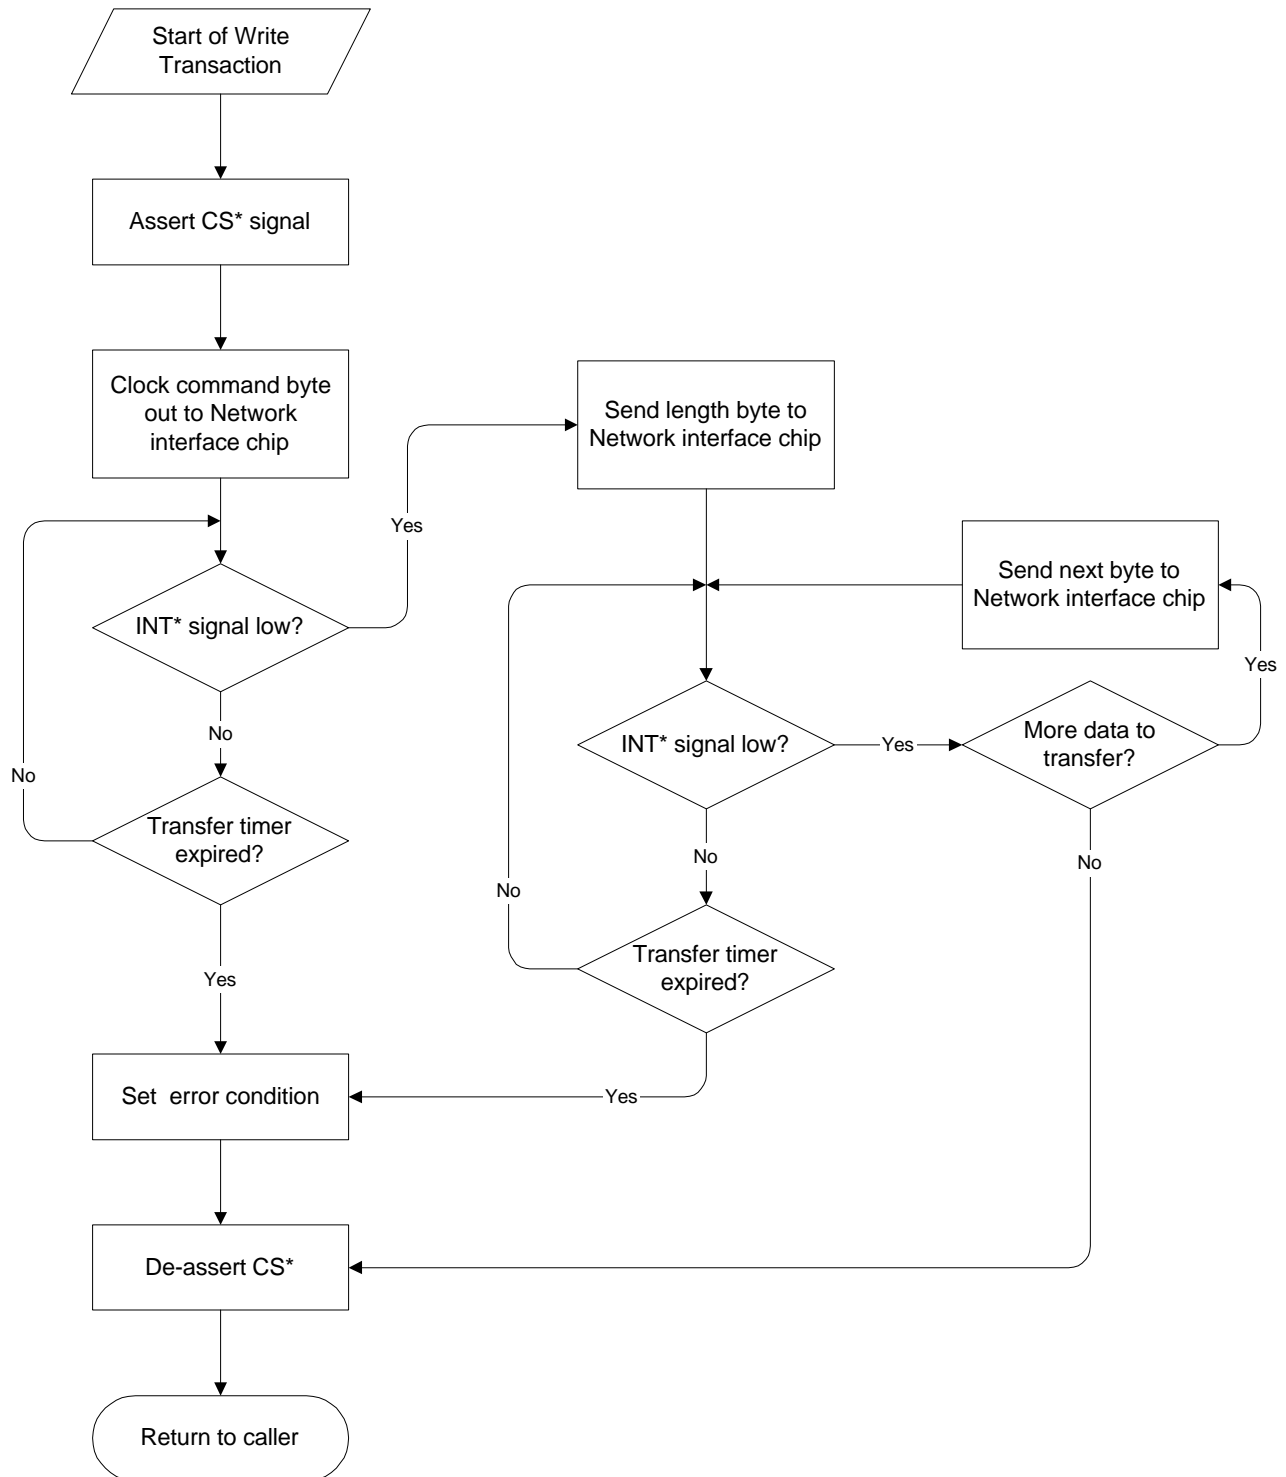 Start of Write
Transaction
Assert CS* signal
Clock command byte
out to Network
interface chip
Send length byte to
Network interface chip
Yes
Send next byte to
Network interface chip
INT* signal low?
Yes
No
INT* signal low?
Yes
More data to
transfer?
No
Transfer timer
expired?
No
No
No
Transfer timer
expired?
Yes
Set error condition
Yes
De-assert CS*
Return to caller